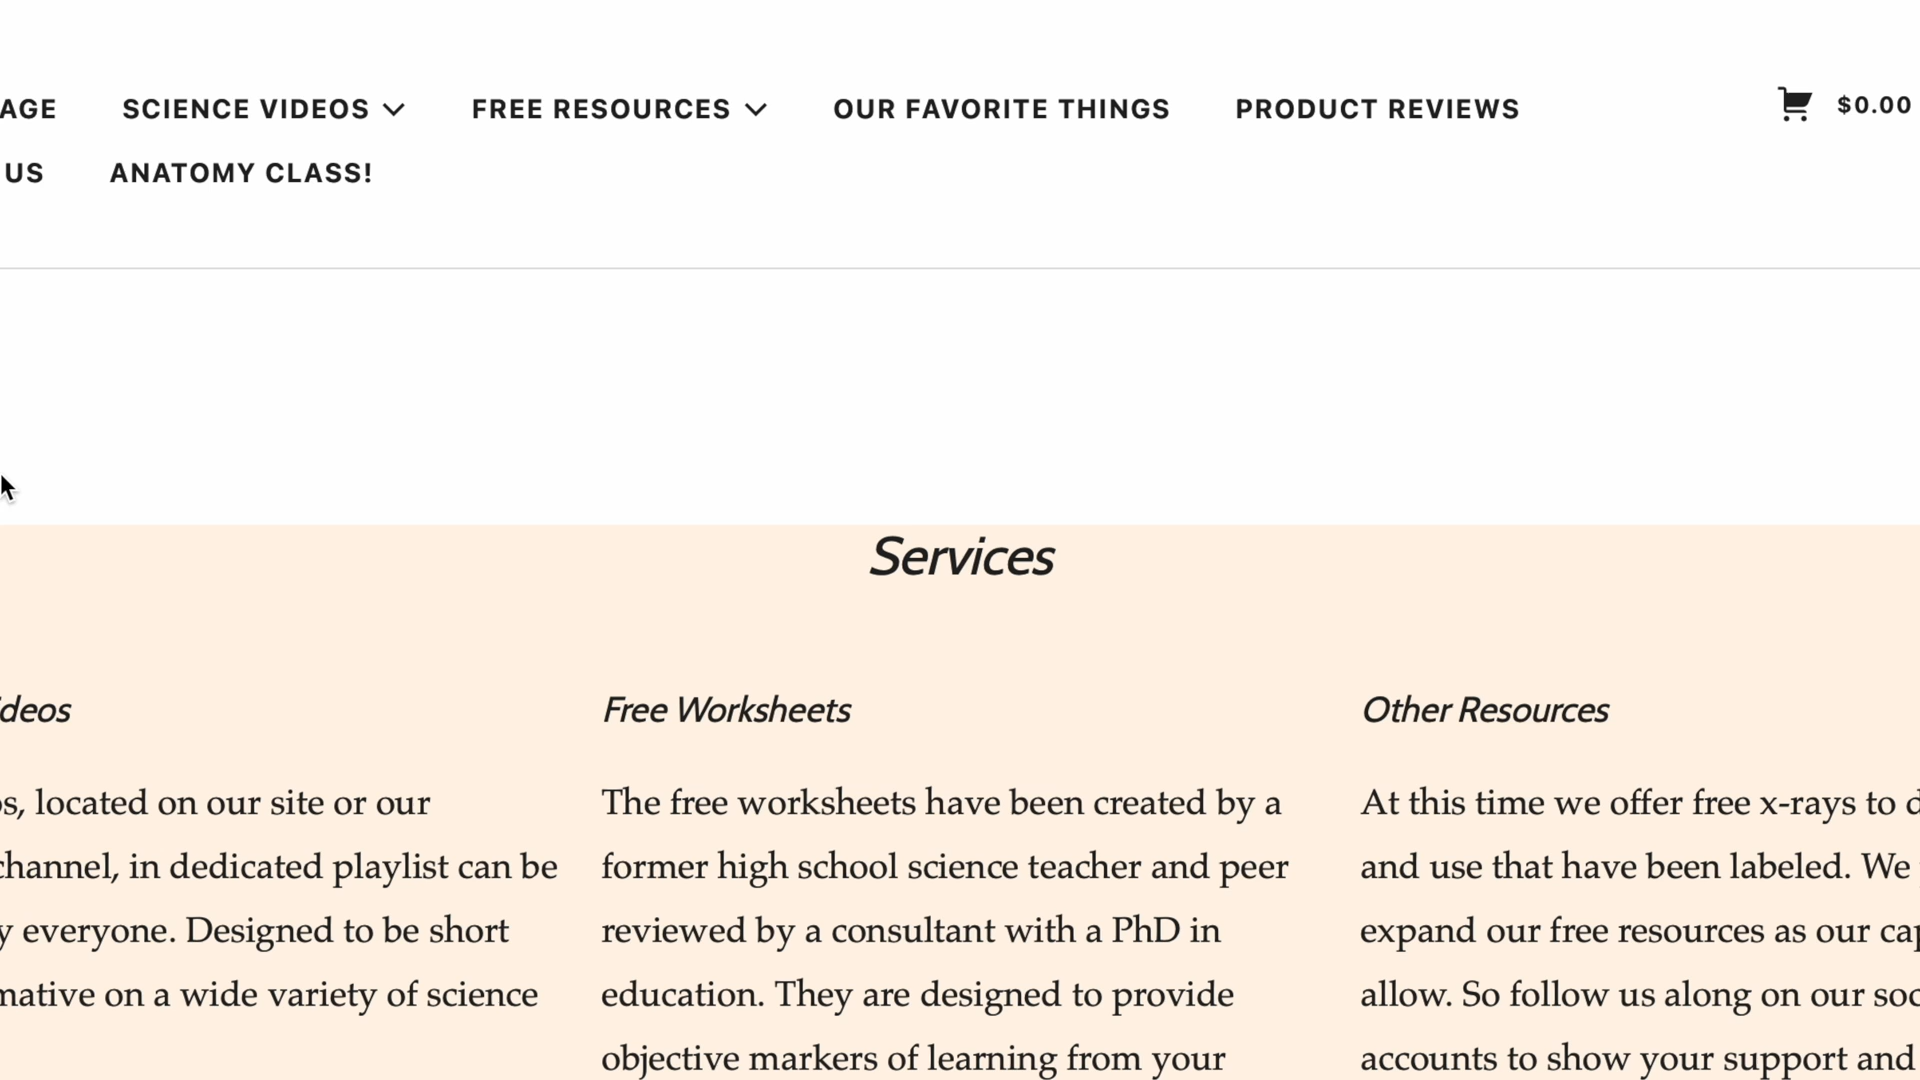 AGE SCIENCE VIDEOS FREE RESOURCES OUR FAVORITE THINGS PRODUCT REVIEWS $0.00
US ANATOMY CLASS!
Services
deos Free Worksheets Other Resources
s, located on our site or our
channel, in dedicated playlist can be
y everyone. Designed to be short
mative on a wide variety of science
The free worksheets have been created by a
former high school science teacher and peer
reviewed by a consultant with a PhD in
education. They are designed to provide
objective markers of learning from your
At this time we offer free x-rays to d
and use that have been labeled. We
expand our free resources as our cap
allow. So follow us along on our soc
accounts to show your support and